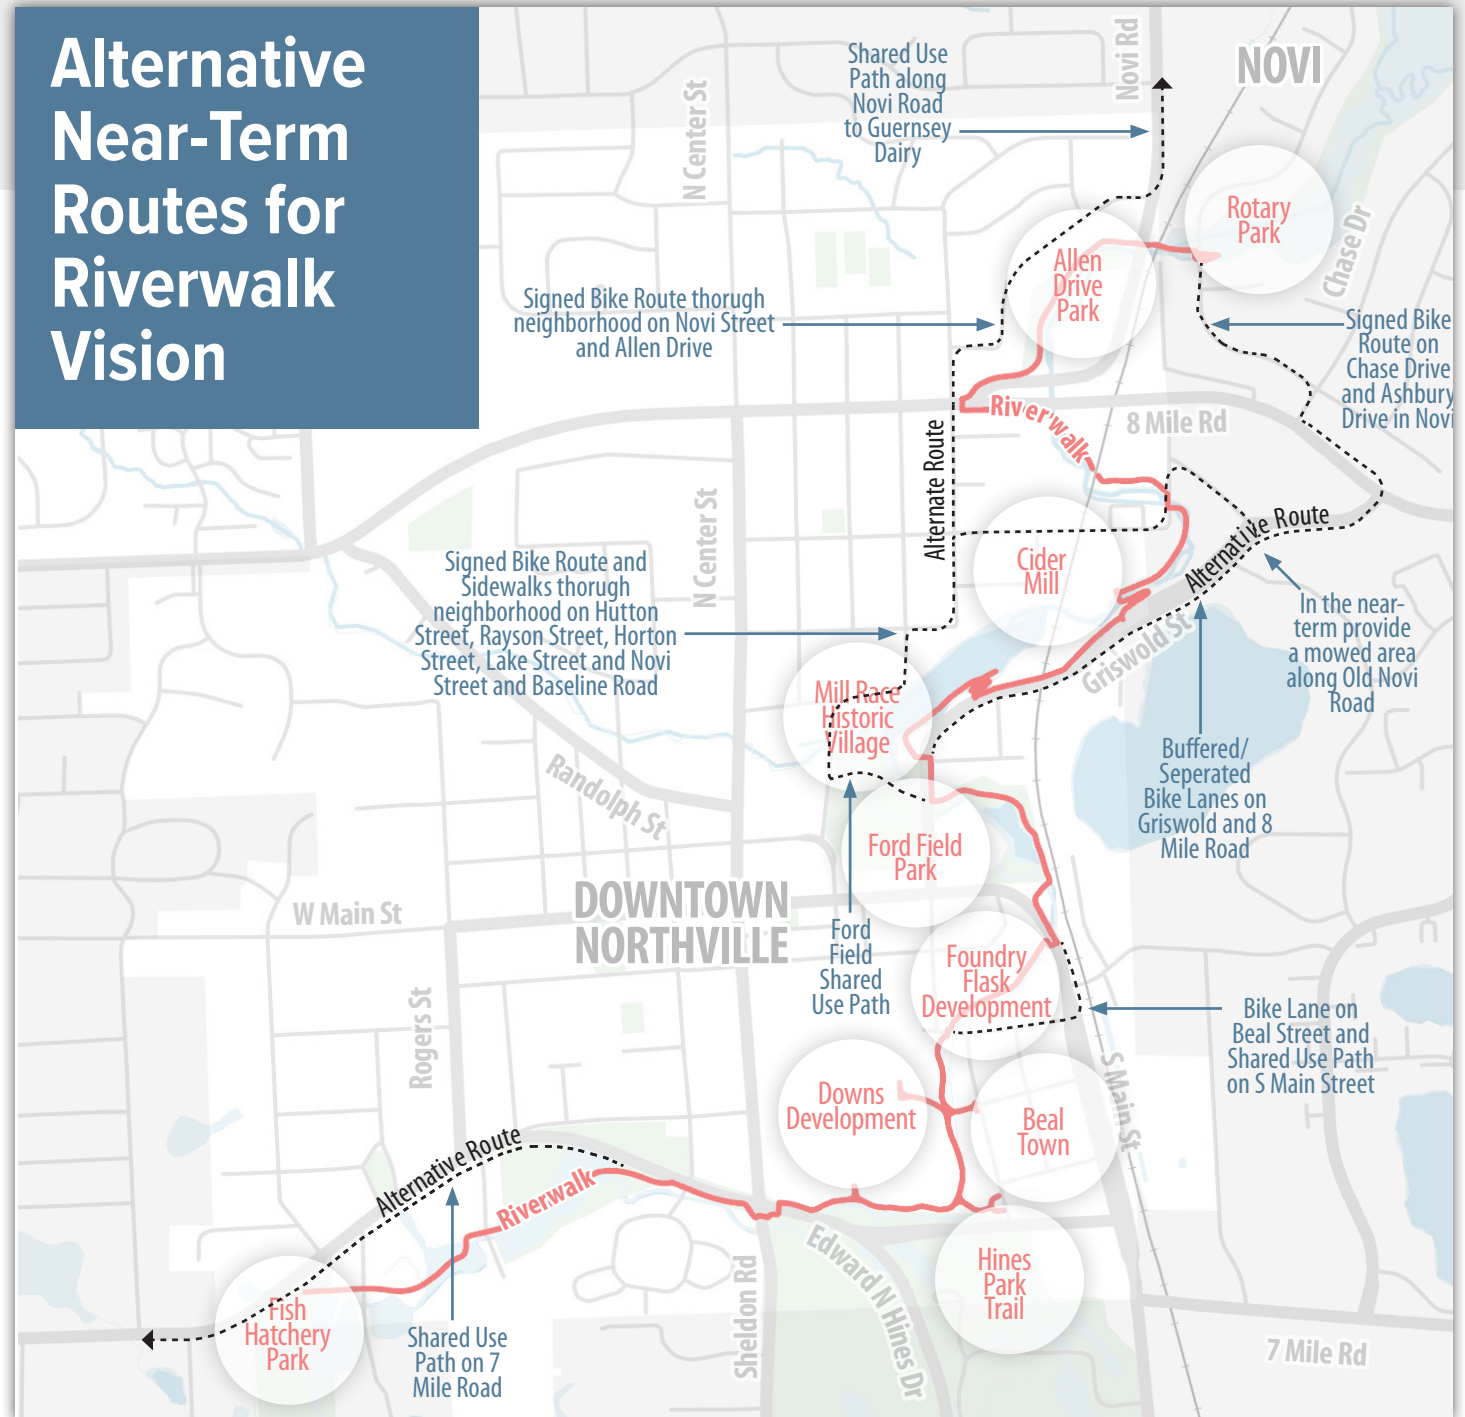 Alternative
Near-Term
Routes for
Riverwalk
Vision
Shared Use
Path along
Novi Road
to Guernsey
Dairy
Novi Rd
NOVI
N Center St
Rotary
Park
Chase Dr
Allen
Drive
Park
Signed Bike Route thorugh
neighborhood on Novi Street
and Allen Drive
Signed Bike
Route on
Chase Drive
and Ashbury
Drive in Novi
Riverwalk
8 Mile Rd
Alternate Route
Alternative Route
N Center St
Cider
Mill
Signed Bike Route and
Sidewalks thorugh
neighborhood on Hutton
Street, Rayson Street, Horton
Street, Lake Street and Novi
Street and Baseline Road
In the near-
term provide
a mowed area
along Old Novi
Road
Griswold St
Mill Race
Historic
Village
Buffered/
Seperated
Bike Lanes on
Griswold and 8
Mile Road
Randolph St
Ford Field
Park
W Main St
DOWNTOWN
NORTHVILLE
Ford
Field
Shared
Use Path
Foundry
Flask
Development
Rogers St
Bike Lane on
Beal Street and
Shared Use Path
on S Main Street
S Main St
Downs
Development
Beal
Town
Alternative Route
Riverwalk
Edward N Hines Dr
Sheldon Rd
Hines
Park
Trail
Fish
Hatchery
Park
Shared Use
Path on 7
Mile Road
7 Mile Rd